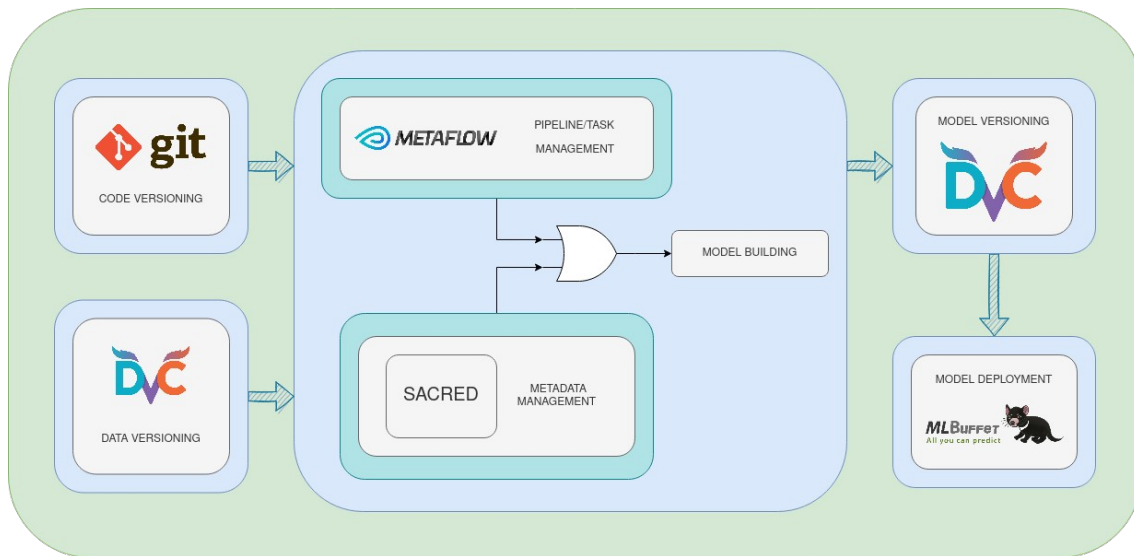 git
CODE VERSIONING
DVC
DATA VERSIONING
METAFLOW
PIPELINE/TASK
MANAGEMENT
MODEL BUILDING
SACRED
METADATA
MANAGEMENT
MODEL VERSIONING
DVC
MODEL DEPLOYMENT
MLBUFFET
All you can predict